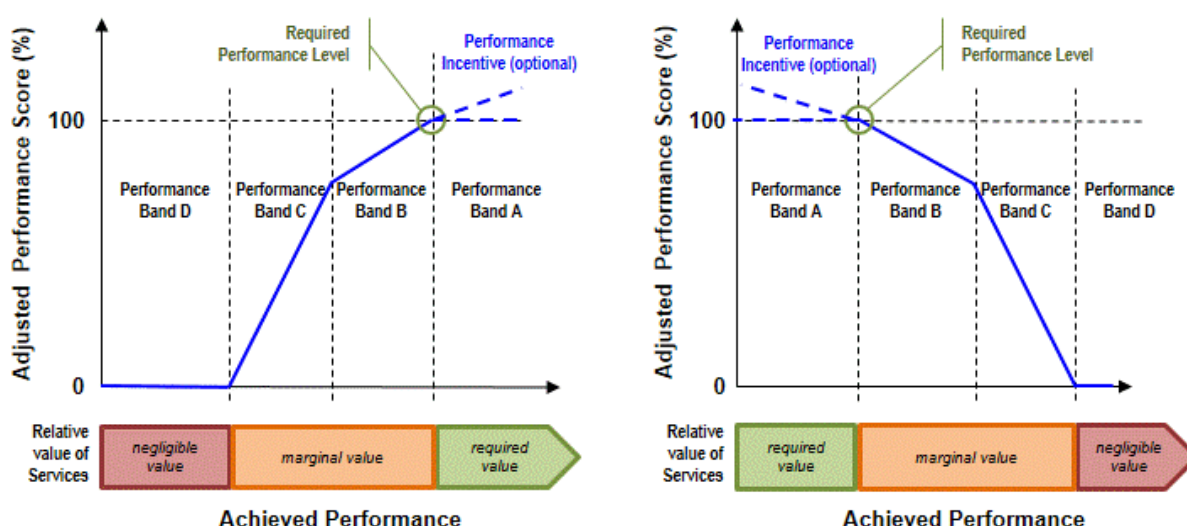 Adjusted Performance Score (%)
100
0
Required
Performance Level
Performance
Incentive (optional)
Performance
Band D
Performance
Band C
Performance
Band B
Performance
Band A
Relative
value of
Services
negligible
value
marginal value
required
value
Achieved Performance
Adjusted Performance Score (%)
100
0
Performance
Incentive (optional)
Required
Performance Level
Performance
Band A
Performance
Band B
Performance
Band C
Performance
Band D
Relative
value of
Services
required
value
marginal value
negligible
value
Achieved Performance